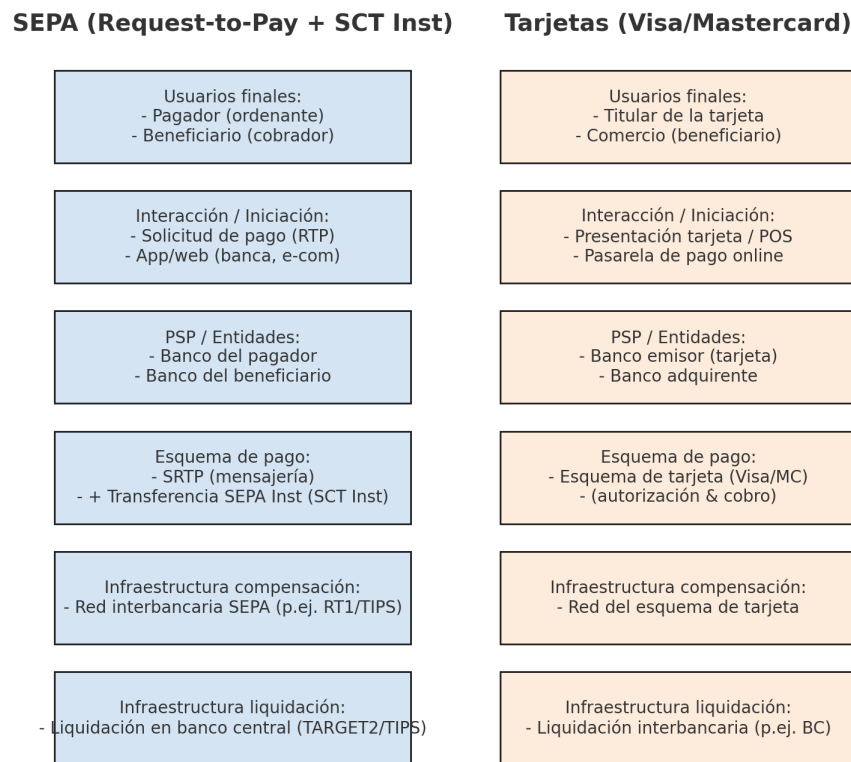 SEPA (Request-to-Pay + SCT Inst)
Usuarios finales:
- Pagador (ordenante)
- Beneficiario (cobrador)
Interacción / Iniciación:
- Solicitud de pago (RTP)
- App/web (banca, e-com)
PSP / Entidades:
- Banco del pagador
- Banco del beneficiario
Esquema de pago:
- SRTP (mensajería)
- + Transferencia SEPA Inst (SCT Inst)
Infraestructura compensación:
- Red interbancaria SEPA (p.ej. RT1/TIPS)
Infraestructura liquidación:
- Liquidación en banco central (TARGET2/TIPS)
Tarjetas (Visa/Mastercard)
Usuarios finales:
- Titular de la tarjeta
- Comercio (beneficiario)
Interacción / Iniciación:
- Presentación tarjeta / POS
- Pasarela de pago online
PSP / Entidades:
- Banco emisor (tarjeta)
- Banco adquirente
Esquema de pago:
- Esquema de tarjeta (Visa/MC)
- (autorización & cobro)
Infraestructura compensación:
- Red del esquema de tarjeta
Infraestructura liquidación:
- Liquidación interbancaria (p.ej. BC)